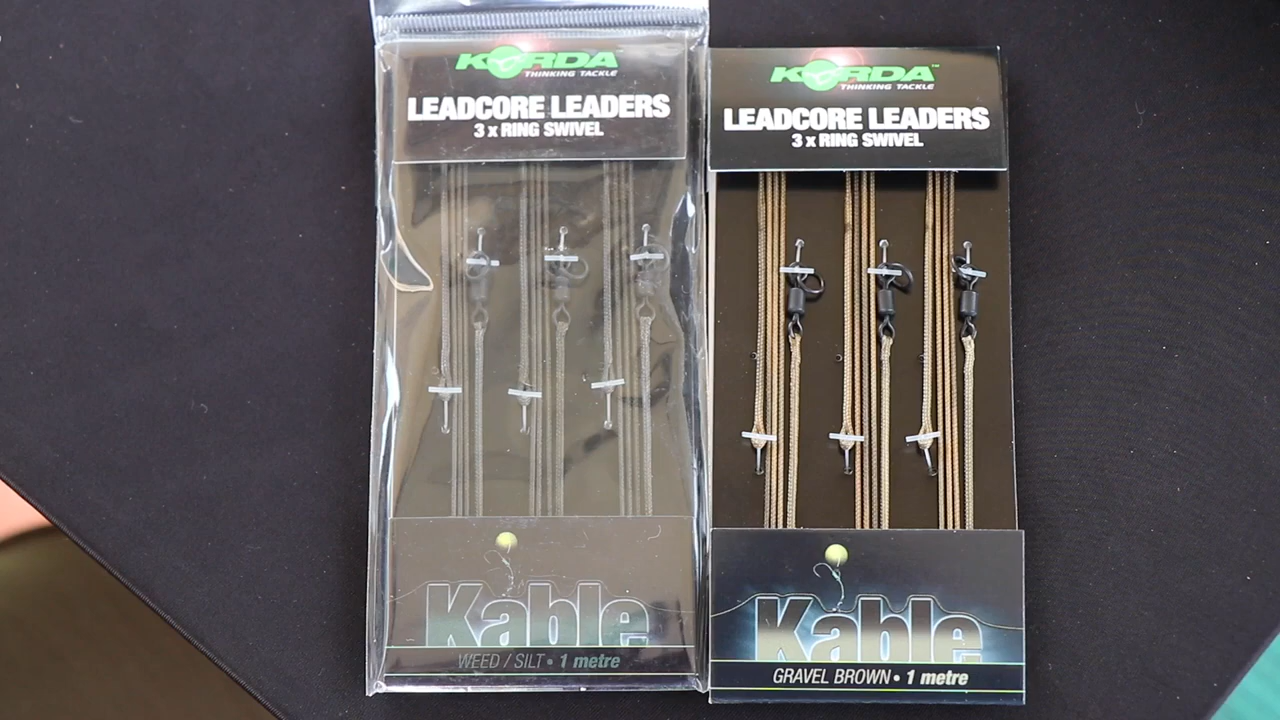 KORDA
THINKING TACKLE
LEADCORE LEADERS
3 x RING SWIVEL
Kable
WEED / SILT • 1 metre
KORDA™
THINKING TACKLE
LEADCORE LEADERS
3 x RING SWIVEL
Kable
GRAVEL BROWN • 1 metre